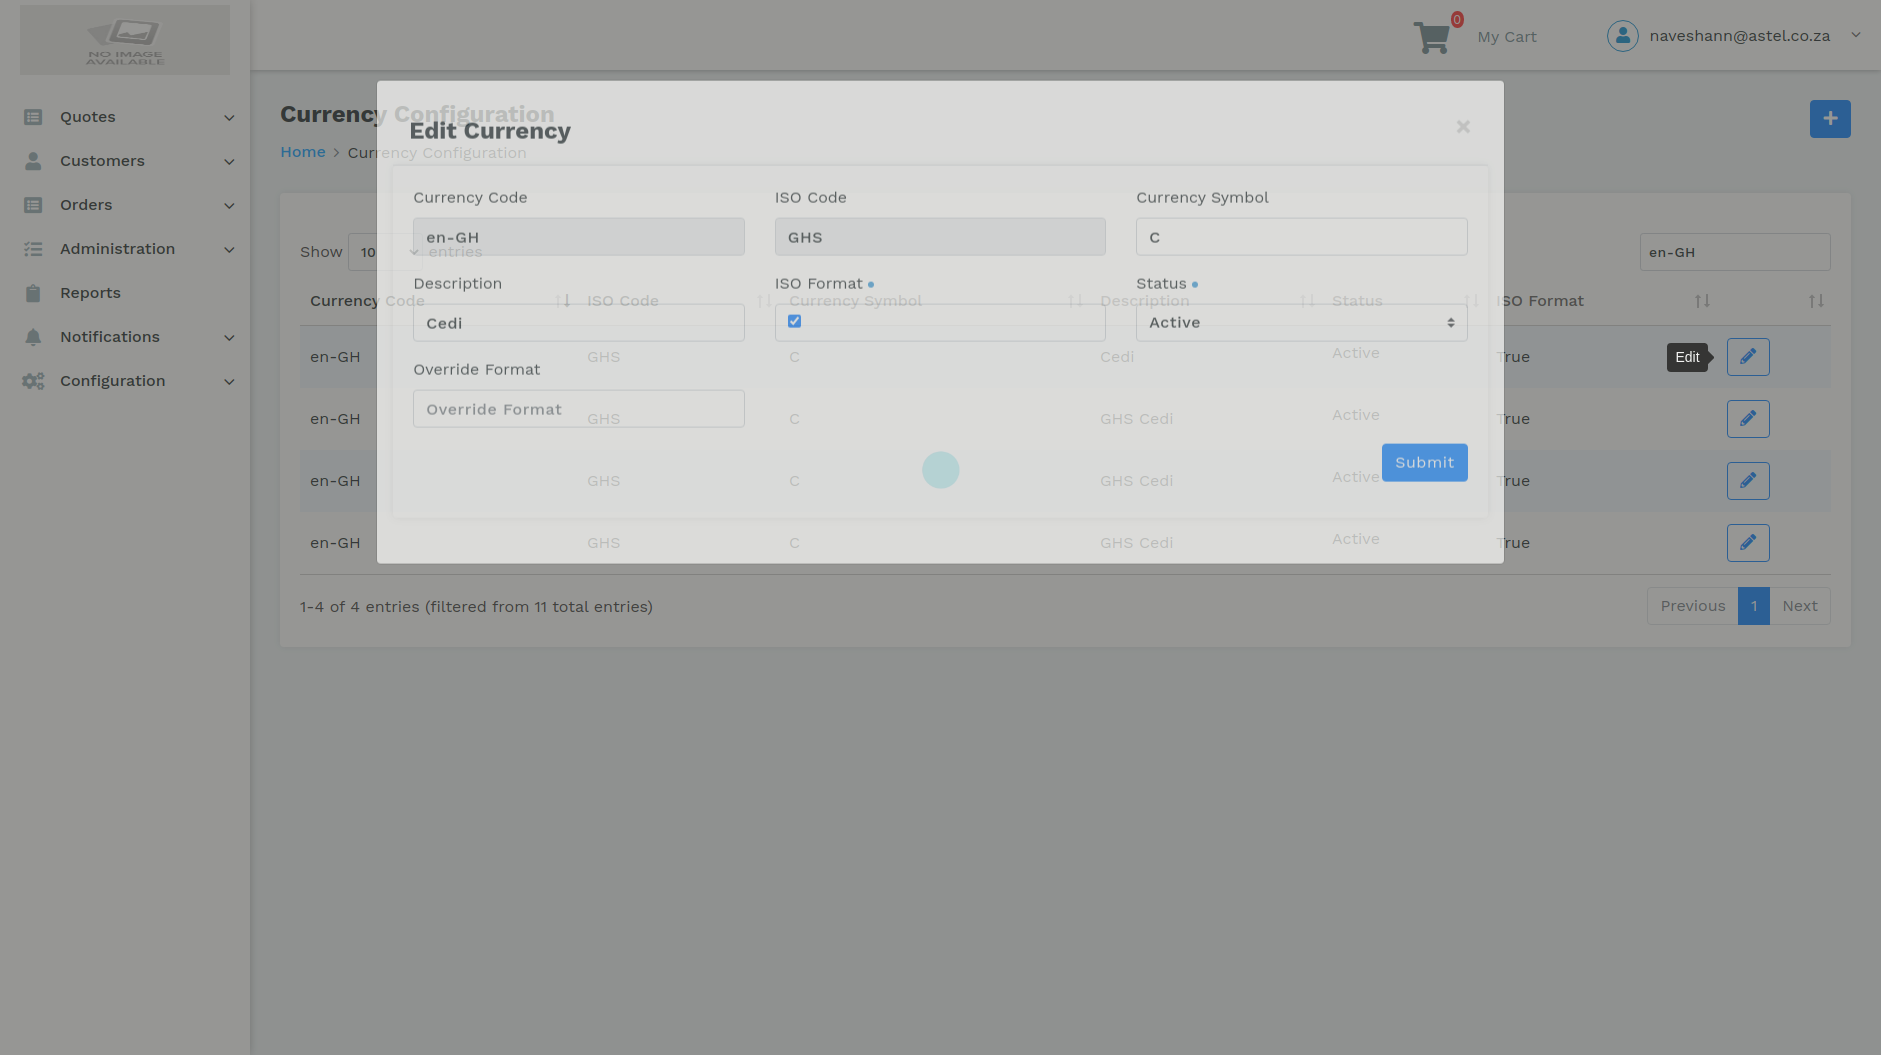 NO IMAGE
AVAILABLE
0
My Cart
naveshann@astel.co.za
Quotes
Customers
Orders
Administration
Reports
Notifications
Configuration
Currency Configuration
Home > Currency Configuration
Show 10 entries
en-GH
Currency Code ISO Code Currency Symbol Description Status ISO Format
en-GH GHS C Cedi Active True
Edit
en-GH GHS C GHS Cedi Active True
en-GH GHS C GHS Cedi Active True
en-GH GHS C GHS Cedi Active True
1-4 of 4 entries (filtered from 11 total entries)
Previous 1 Next
Edit Currency
×
Currency Code ISO Code Currency Symbol
en-GH GHS C
Description ISO Format Status
Cedi Active
Override Format
Override Format
Submit